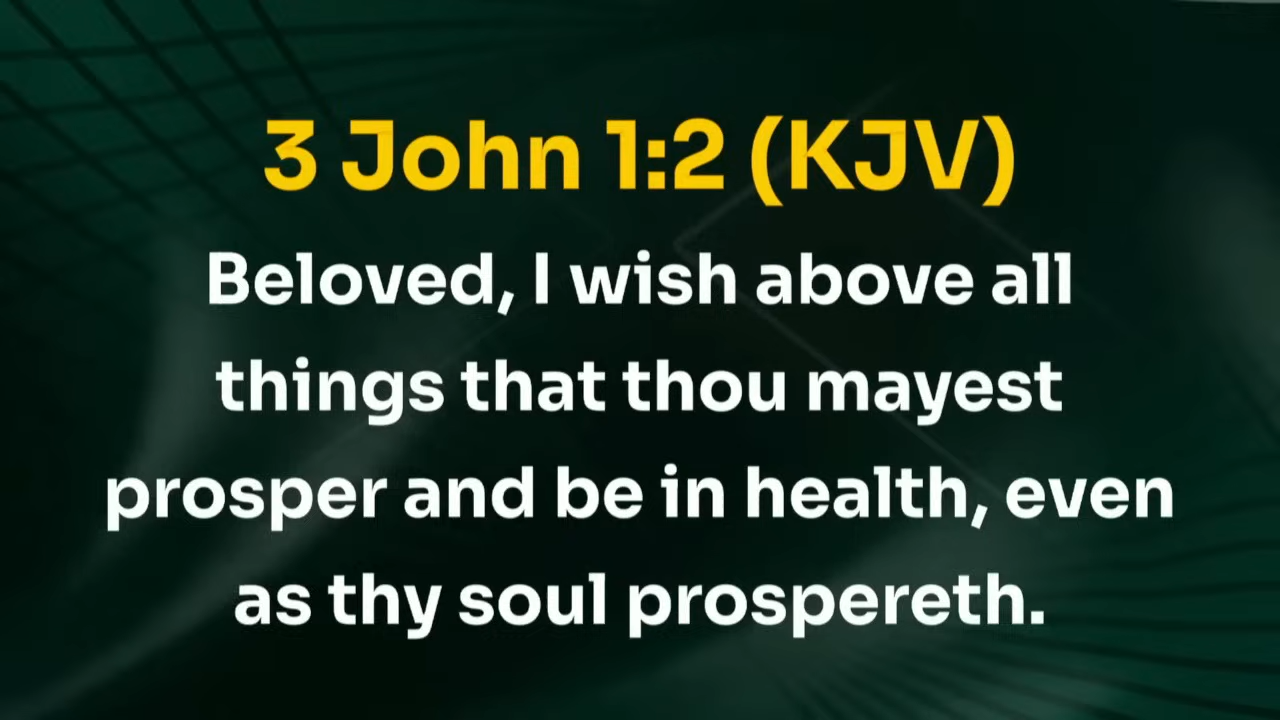 3 John 1:2 (KJV)
Beloved, I wish above all
things that thou mayest
prosper and be in health, even
as thy soul prospereth.